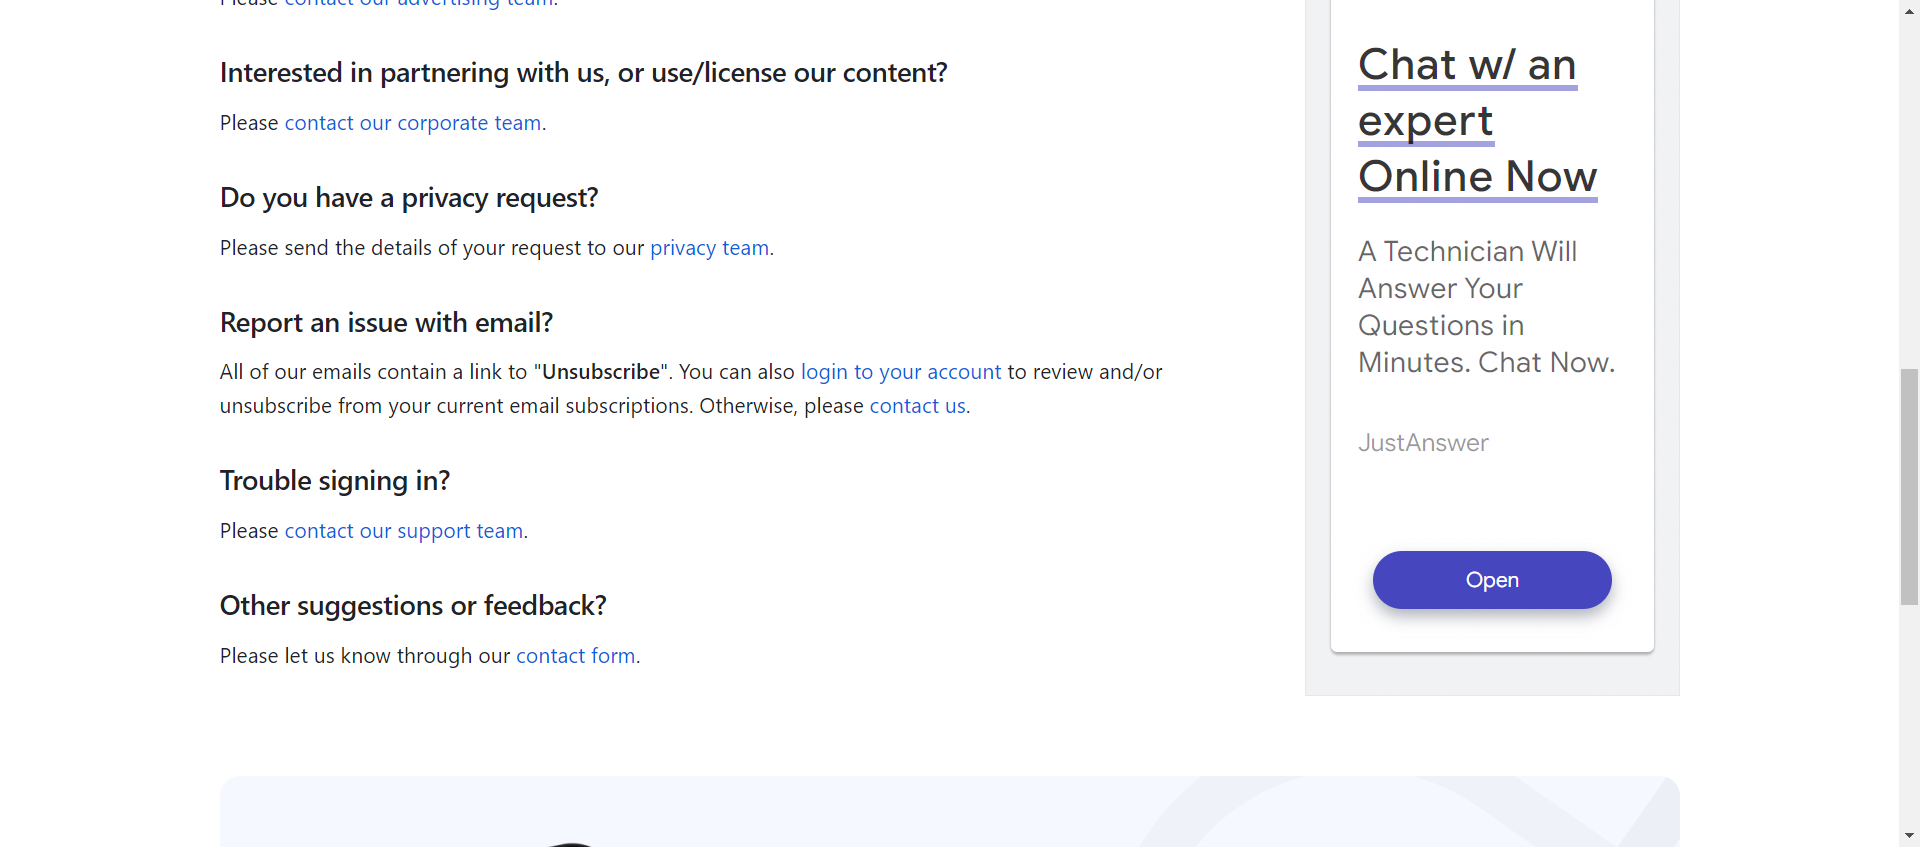 Please contact our advertising team.
Interested in partnering with us, or use/license our content?
Please contact our corporate team.
Do you have a privacy request?
Please send the details of your request to our privacy team.
Report an issue with email?
All of our emails contain a link to "Unsubscribe". You can also login to your account to review and/or
unsubscribe from your current email subscriptions. Otherwise, please contact us.
Trouble signing in?
Please contact our support team.
Other suggestions or feedback?
Please let us know through our contact form.
Chat w/ an
expert
Online Now
A Technician Will
Answer Your
Questions in
Minutes. Chat Now.
JustAnswer
Open